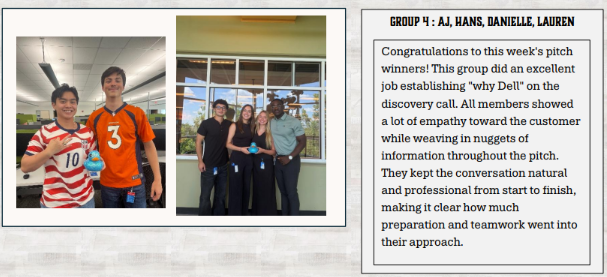 GROUP 4 : AJ, HANS, DANIELLE, LAUREN
Congratulations to this week's pitch
winners! This group did an excellent
job establishing "why Dell" on the
discovery call. All members showed
a lot of empathy toward the customer
while weaving in nuggets of
information throughout the pitch.
They kept the conversation natural
and professional from start to finish,
making it clear how much
preparation and teamwork went into
their approach.
10
3